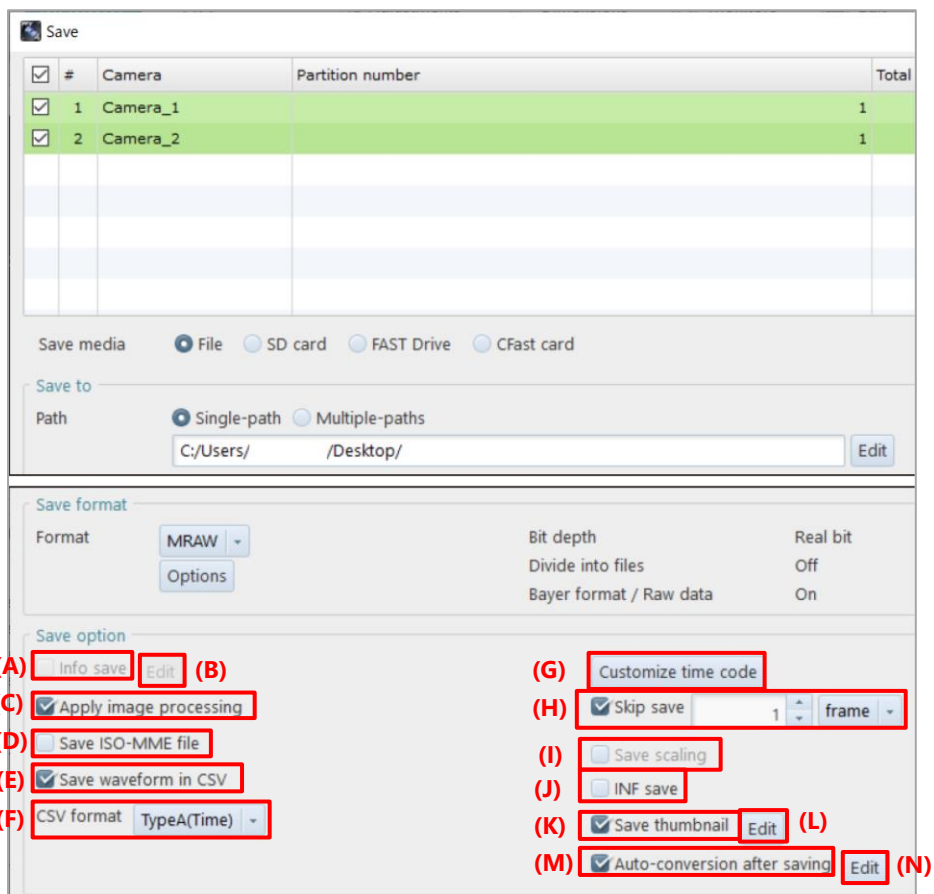 Save
# Camera Partition number Total
1 Camera_1 1
2 Camera_2 1
Save media File SD card FAST Drive CFast card
Save to
Path Single-path Multiple-paths
C:/Users/ /Desktop/ Edit
Save format
Format MRAW Bit depth Real bit
Options Divide into files Off
Bayer format / Raw data On
Save option
(A) Info save Edit (B) (G) Customize time code
(C) Apply image processing (H) Skip save 1 frame
(D) Save ISO-MME file (I) Save scaling
(E) Save waveform in CSV (J) INF save
(F) CSV format TypeA(Time) (K) Save thumbnail Edit (L)
(M) Auto-conversion after saving Edit (N)